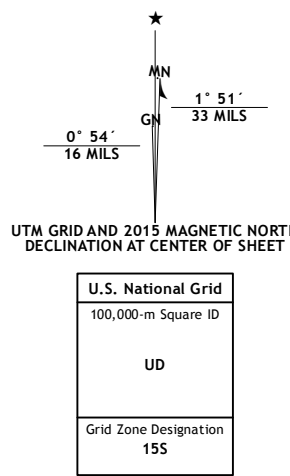 ★
MN
1° 51´
33 MILS
GN
0° 54´
16 MILS
UTM GRID AND 2015 MAGNETIC NORTH
DECLINATION AT CENTER OF SHEET
U.S. National Grid
100,000-m Square ID
UD
Grid Zone Designation
15S